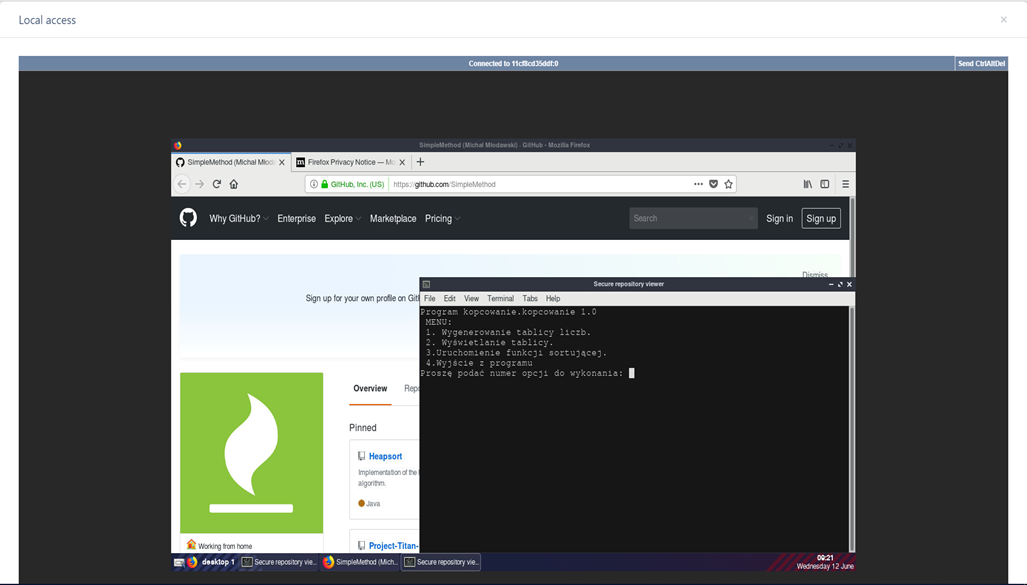 Local access ×
Connected to 11cf8cd35ddf:0 Send CtrlAltDel
SimpleMethod (Michał Młodawski) · GitHub - Mozilla Firefox
SimpleMethod (Michał Młoda Firefox Privacy Notice — Mo
GitHub, Inc. (US) https://github.com/SimpleMethod
Why GitHub? Enterprise Explore Marketplace Pricing Search Sign in Sign up
Dismiss
Sign up for your own profile on GitH
Secure repository viewer
File Edit View Terminal Tabs Help
Program kopcowanie.kopcowanie 1.0
MENU:
1. Wygenerowanie tablicy liczb.
2. Wyświetlanie tablicy.
3.Uruchomienie funkcji sortującej.
4.Wyjście z programu
Proszę podać numer opcji do wykonania:
Overview Repo
Pinned
Heapsort
Implementation of the
algorithm.
Java
Project-Titan-
Working from home
desktop 1 Secure repository vie... SimpleMethod (Mich... Secure repository vie...
09:21
Wednesday 12 June